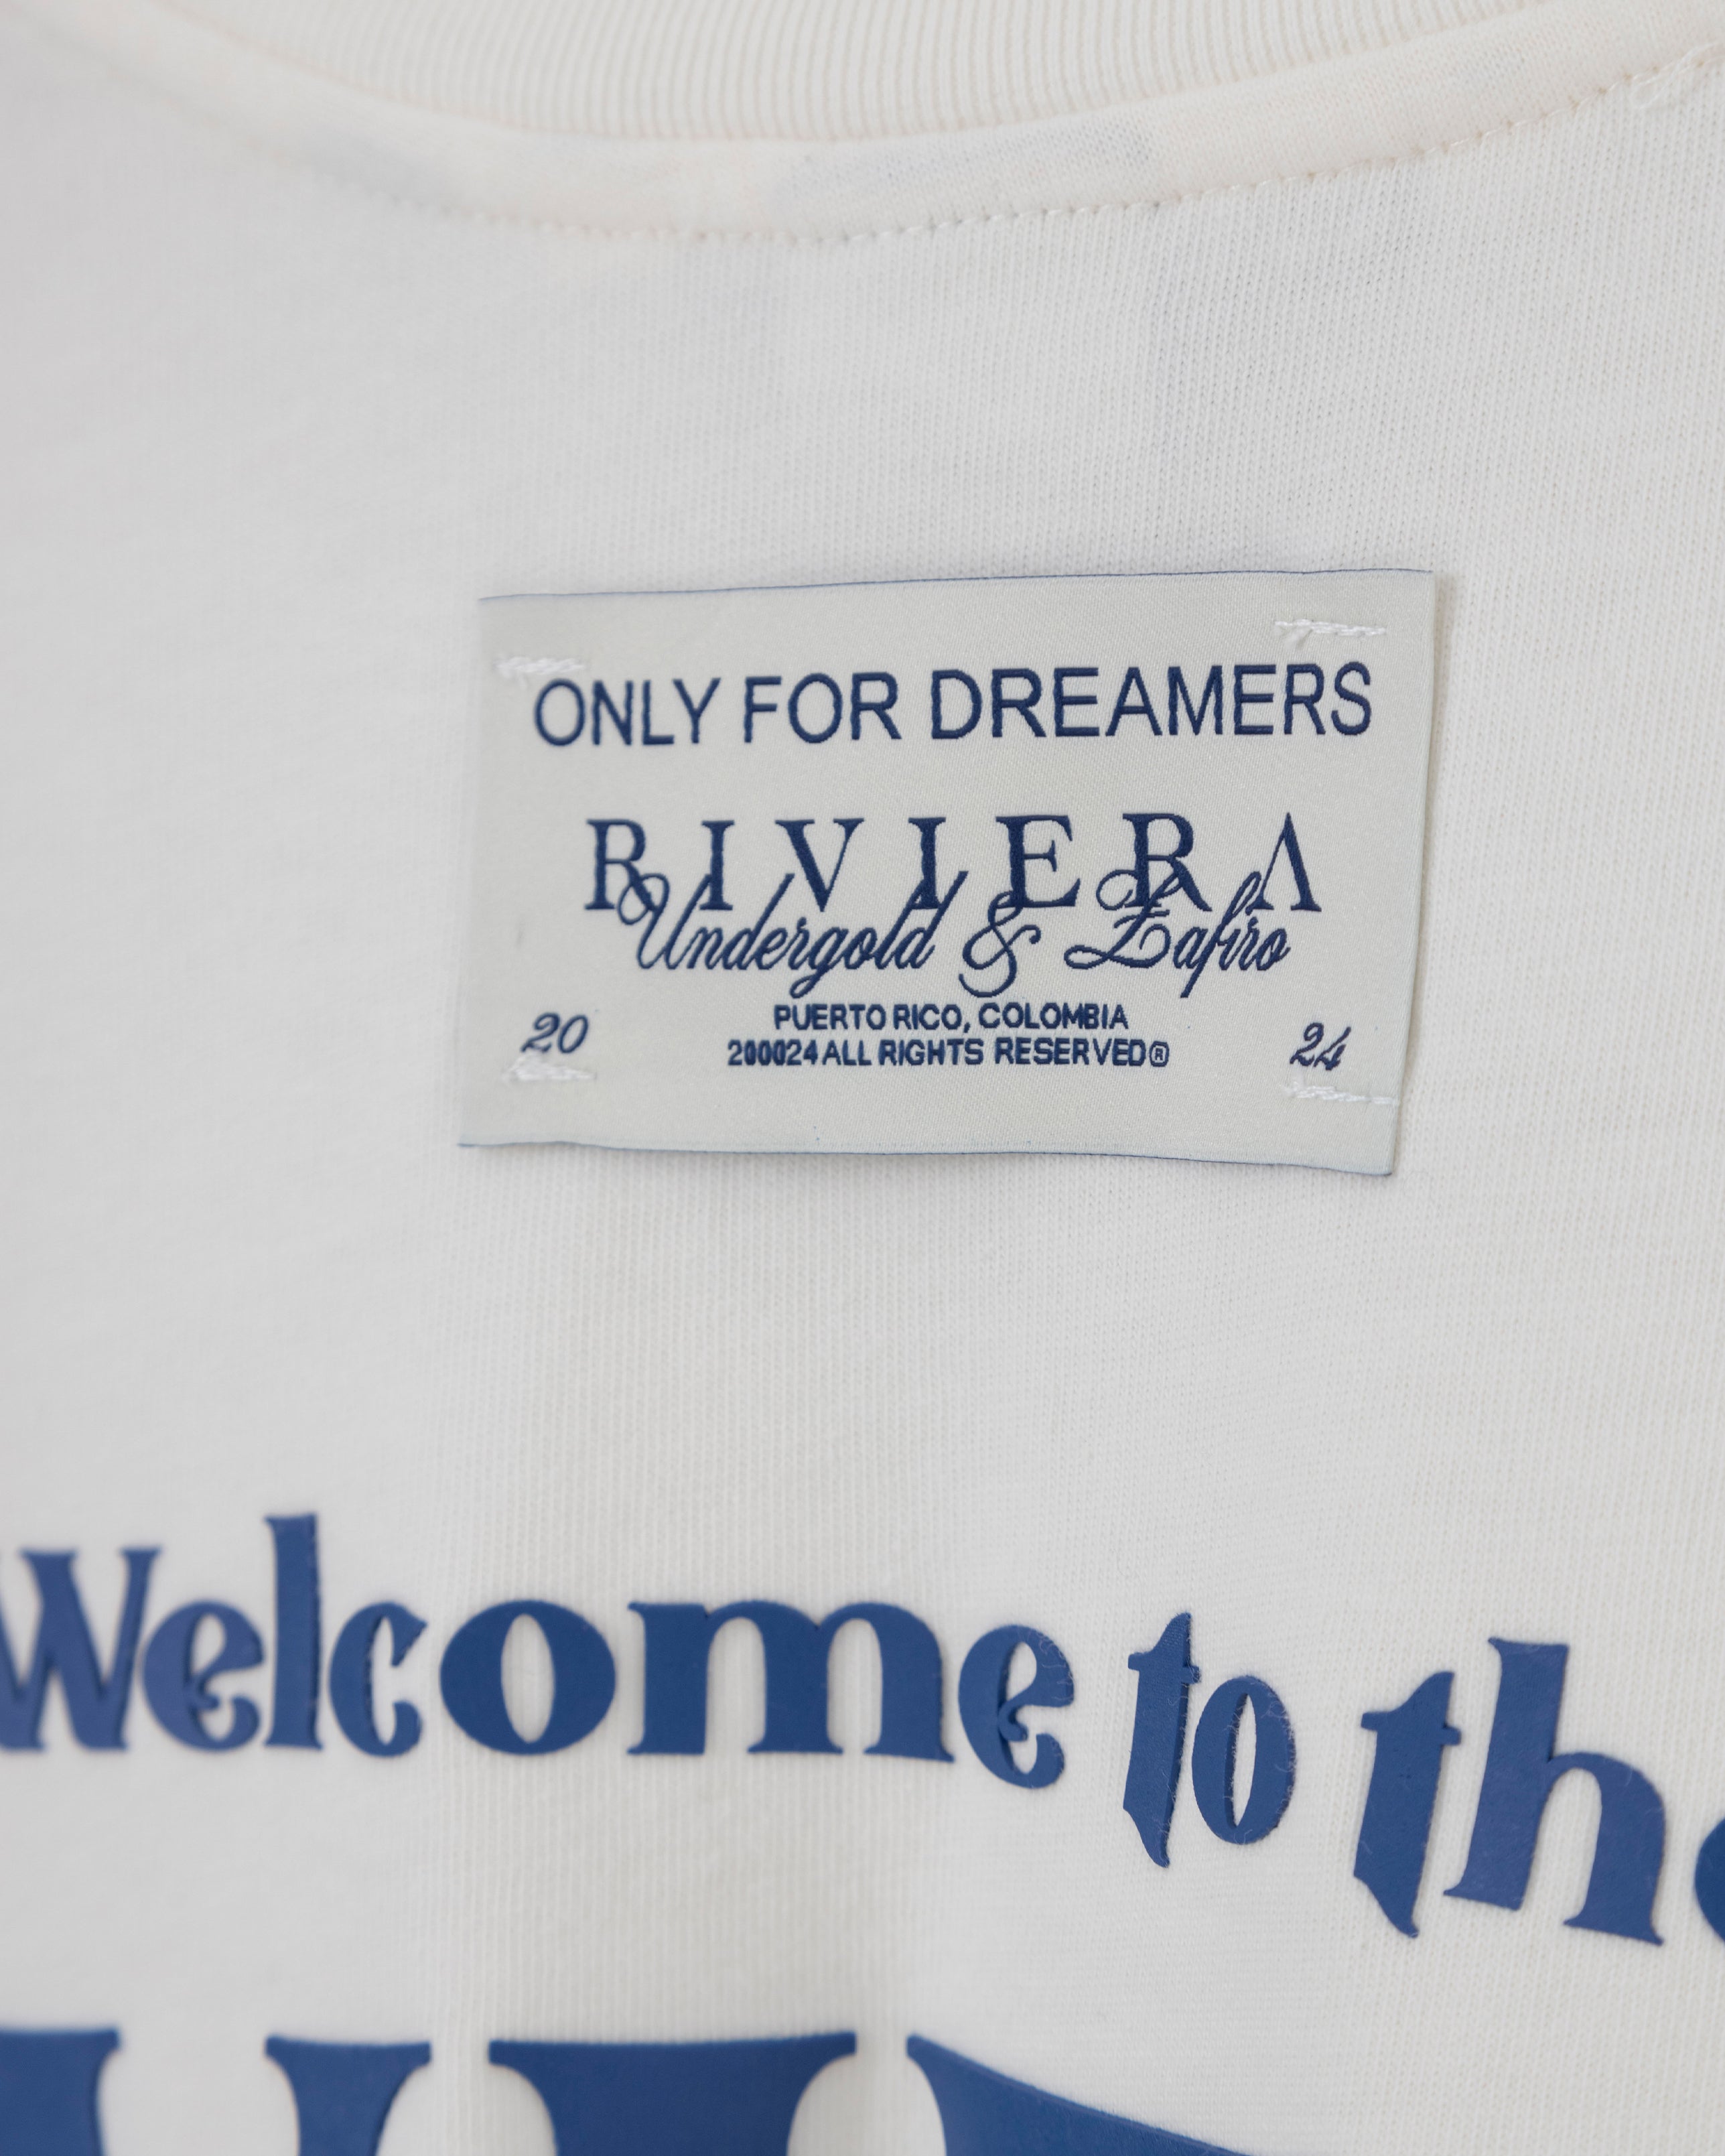 ONLY FOR DREAMERS
RIVIERA
Undergold & Zafiro
PUERTO RICO, COLOMBIA
20
200024 ALL RIGHTS RESERVED®
24
Welcome to the